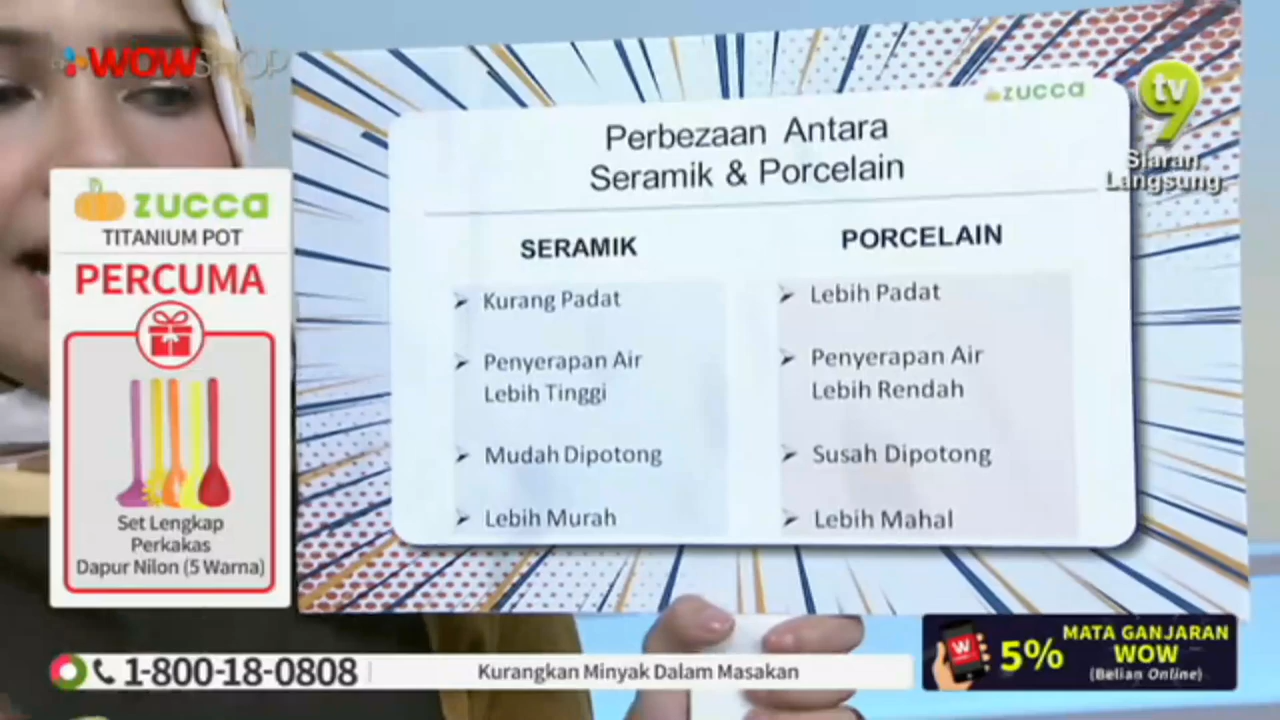 WOWSHOP
zucca
tv9
Siaran
Langsung
Perbezaan Antara
Seramik & Porcelain
SERAMIK
Kurang Padat
Penyerapan Air
Lebih Tinggi
Mudah Dipotong
Lebih Murah
PORCELAIN
Lebih Padat
Penyerapan Air
Lebih Rendah
Susah Dipotong
Lebih Mahal
zucca
TITANIUM POT
PERCUMA
Set Lengkap
Perkakas
Dapur Nilon (5 Warna)
1-800-18-0808
Kurangkan Minyak Dalam Masakan
W
5%
MATA GANJARAN
WOW
(Belian Online)